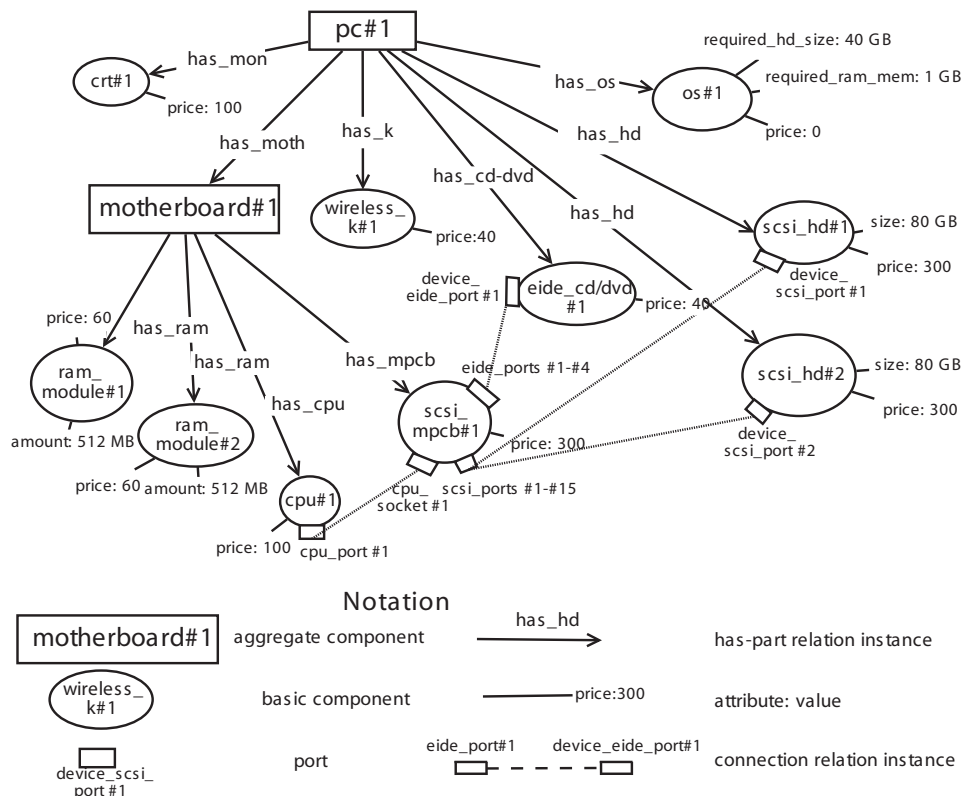 pc#1
required_hd_size: 40 GB
has_mon
crt#1
has_os
required_ram_mem: 1 GB
os#1
price: 100
price: 0
has_moth
has_k
has_hd
has_cd-dvd
motherboard#1
wireless_
k#1
has_hd
scsi_hd#1
size: 80 GB
price:40
price: 300
device_
eide_port #1
eide_cd/dvd
#1
device_
scsi_port #1
price: 40
price: 60
has_ram
has_ram
has_mpcb
eide_ports #1-#4
ram_
module#1
scsi_hd#2
size: 80 GB
has_cpu
price: 300
amount: 512 MB
ram_
module#2
scsi_
mpcb#1
price: 300
device_
scsi_port #2
price: 60
amount: 512 MB
cpu#1
cpu_
socket #1
scsi_ports #1-#15
price: 100
cpu_port #1
Notation
motherboard#1
aggregate component
has_hd
has-part relation instance
wireless_
k#1
basic component
price:300
attribute: value
device_scsi_
port #1
port
eide_port#1
device_eide_port#1
connection relation instance